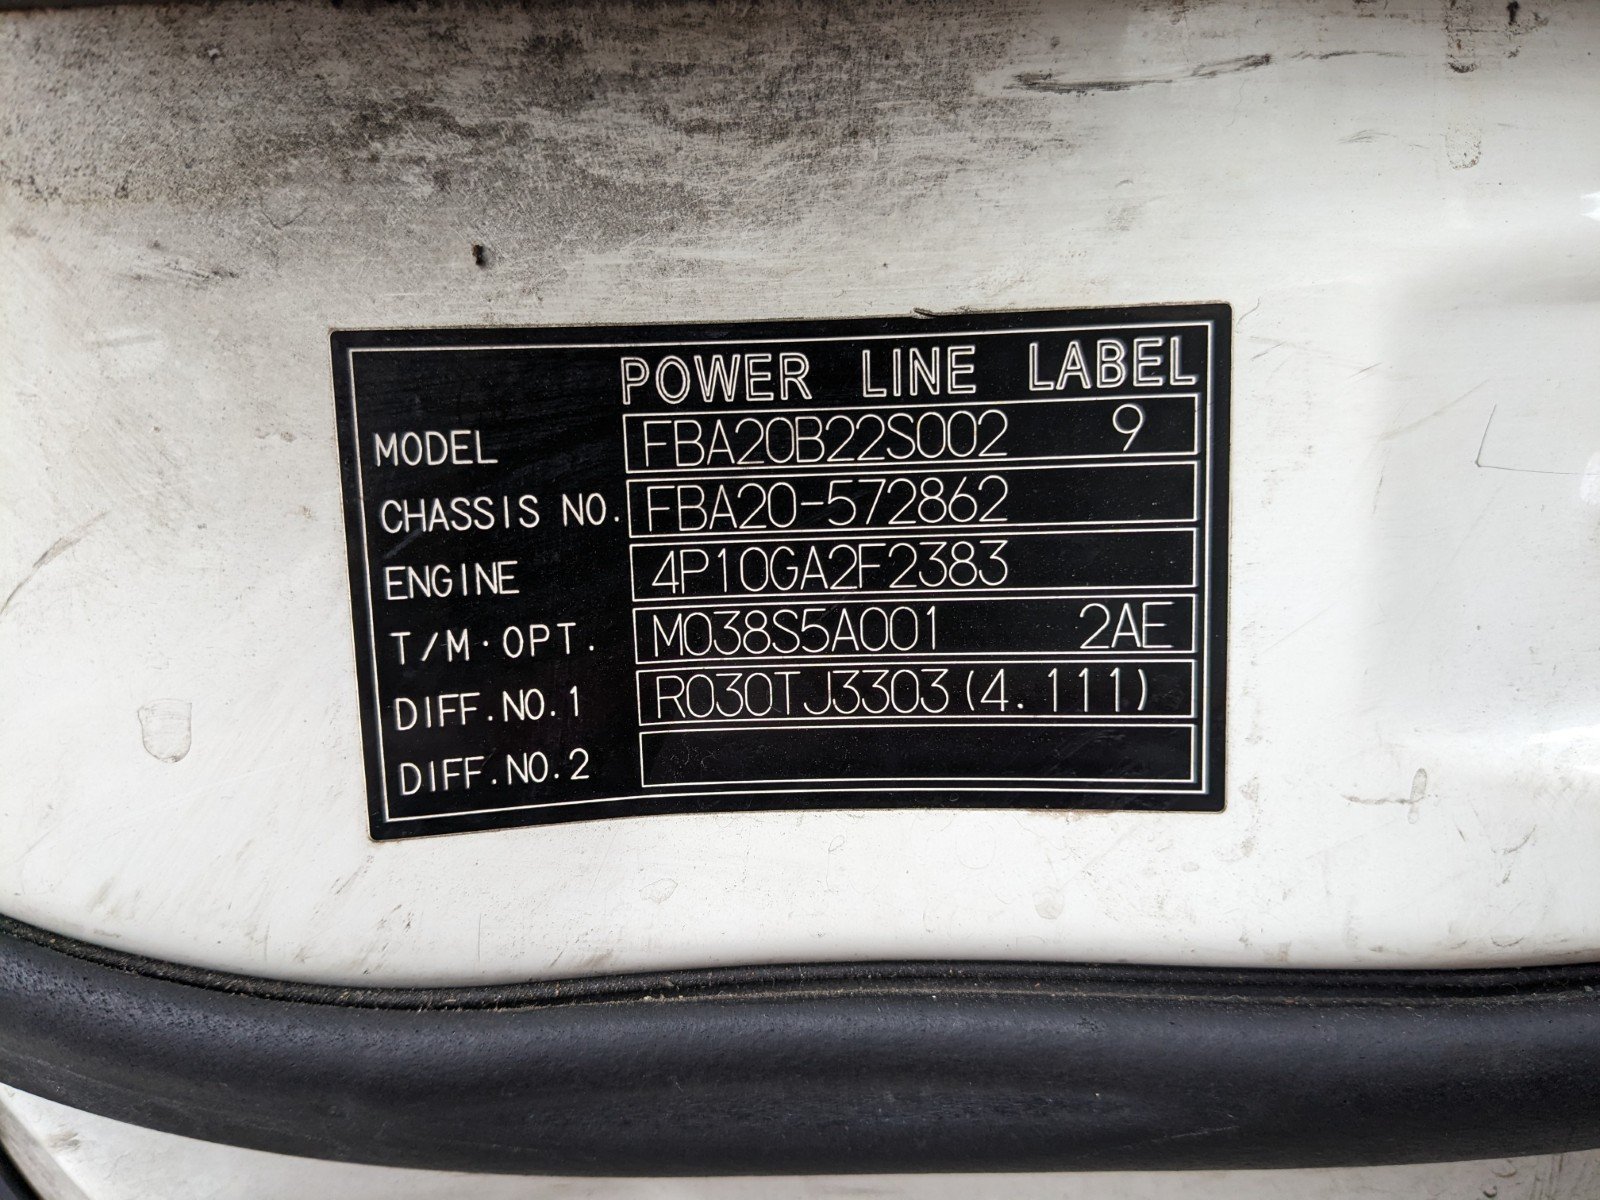 POWER LINE LABEL
MODEL FBA20B22S002 9
CHASSIS NO. FBA20-572862
ENGINE 4P10GA2F2383
T/M·OPT. M038S5A001 2AE
DIFF.NO.1 R030TJ3303(4.111)
DIFF.NO.2